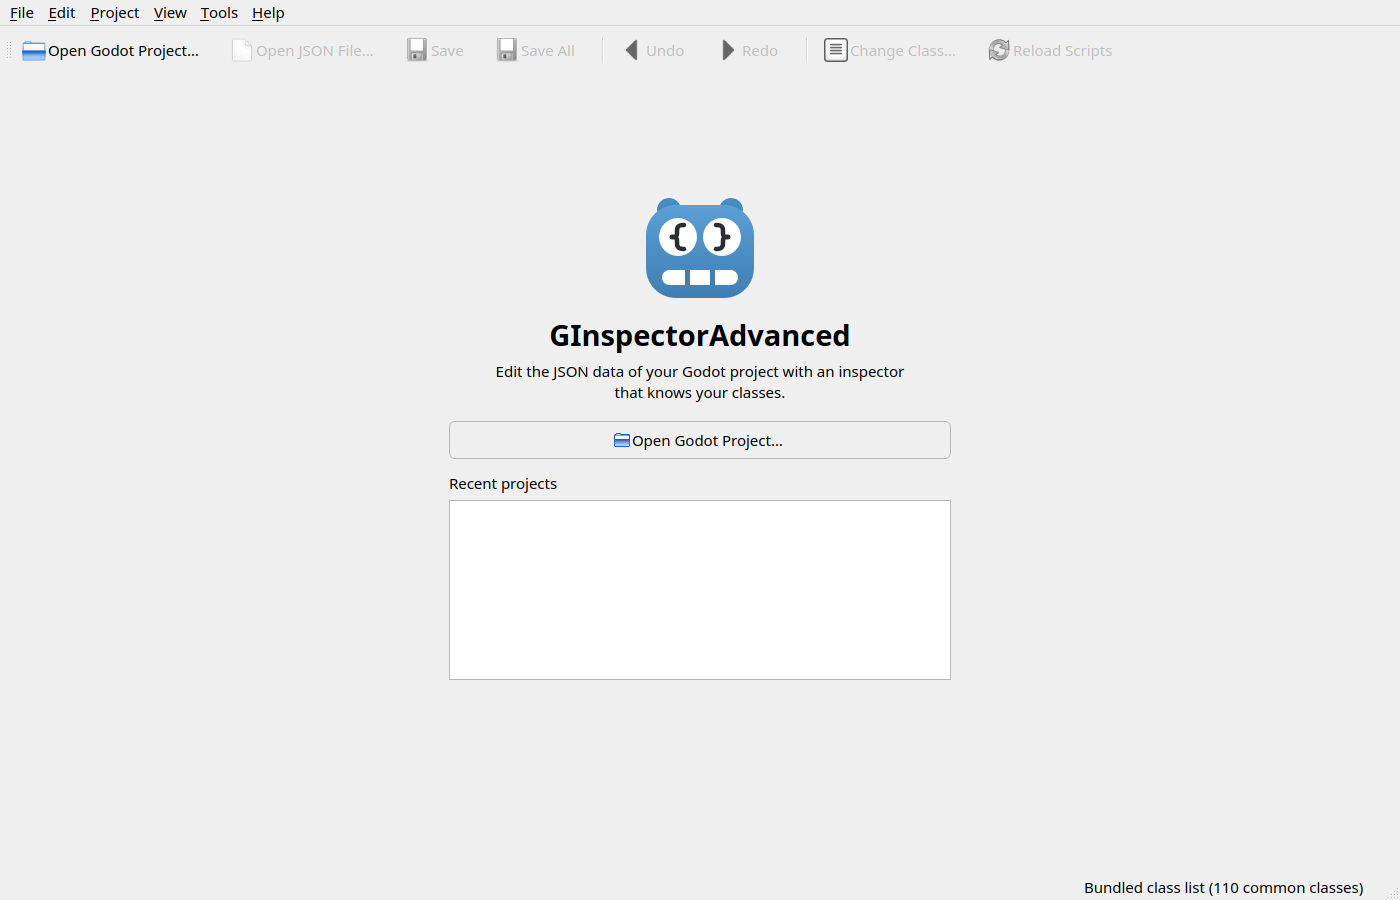 File Edit Project View Tools Help
Open Godot Project... Open JSON File... Save Save All Undo Redo Change Class... Reload Scripts
{ }
GInspectorAdvanced
Edit the JSON data of your Godot project with an inspector
that knows your classes.
Open Godot Project...
Recent projects
Bundled class list (110 common classes)